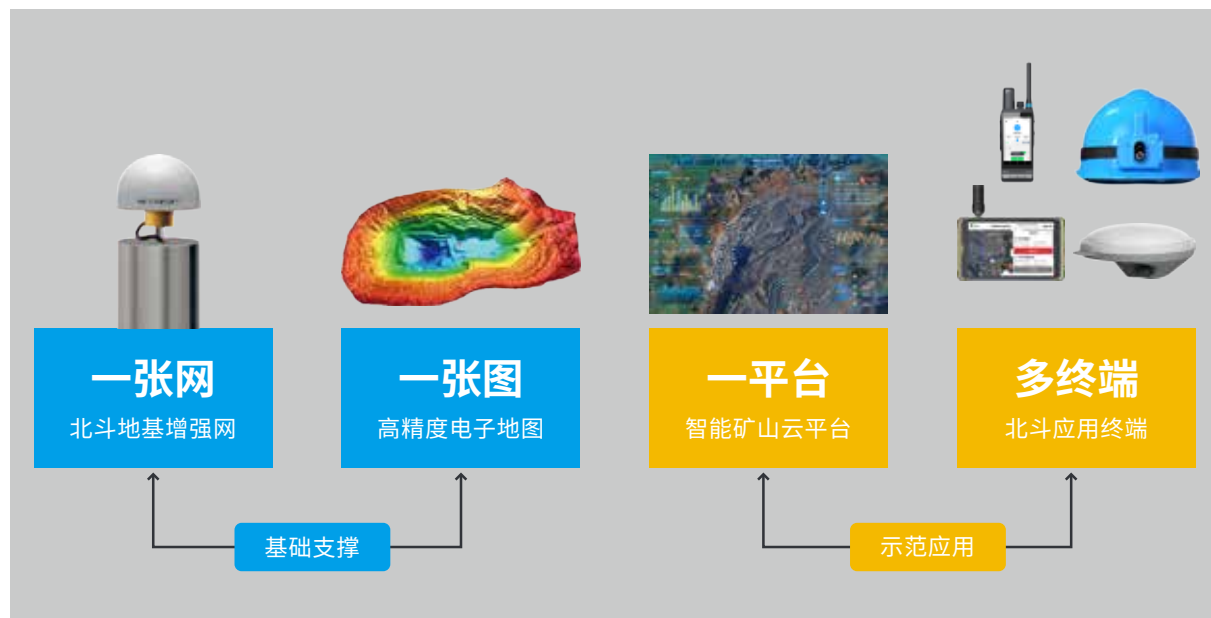 一张网
北斗地基增强网
一张图
高精度电子地图
一平台
智能矿山云平台
多终端
北斗应用终端
基础支撑
示范应用